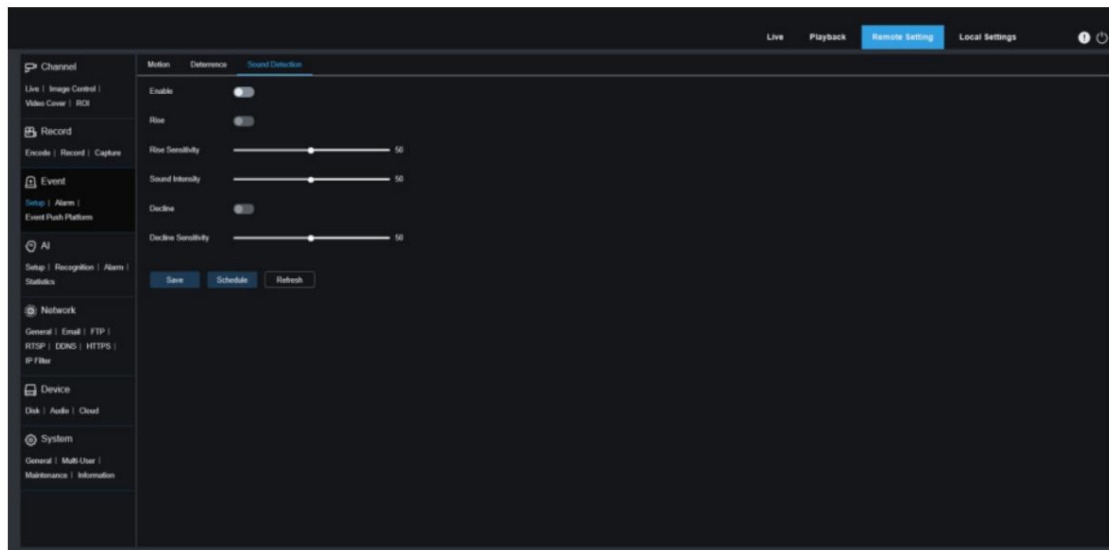 Live Playback Remote Setting Local Settings
Channel
Live | Image Control |
Video Cover | ROI
Record
Encode | Record | Capture
Event
Setup | Alarm |
Event Push Platform
AI
Setup | Recognition | Alarm |
Statistics
Network
General | Email | FTP |
RTSP | DDNS | HTTPS |
IP Filter
Device
Disk | Audio | Cloud
System
General | Multi-User |
Maintenance | Information
Motion Deterrence Sound Detection
Enable
Rise
Rise Sensitivity 50
Sound Intensity 50
Decline
Decline Sensitivity 50
Save Schedule Refresh